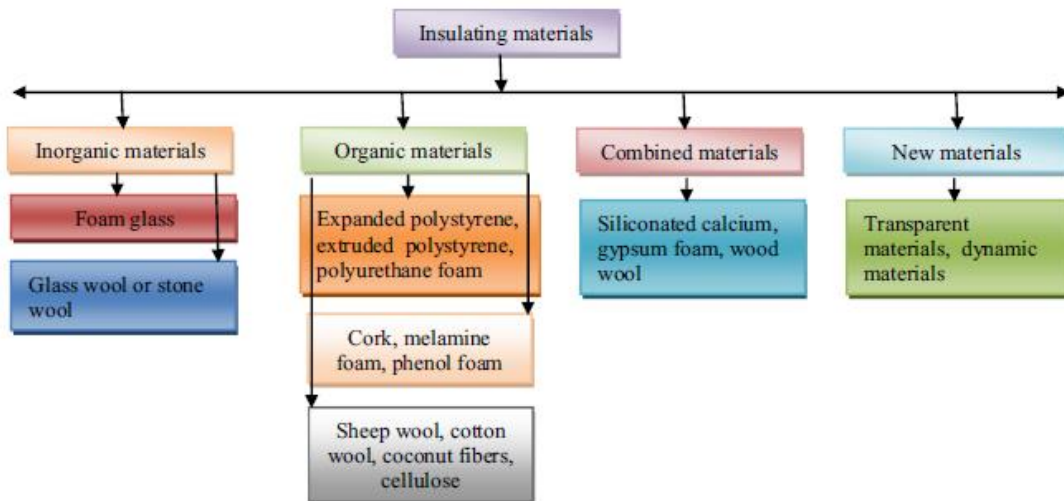 Insulating materials
Inorganic materials
Organic materials
Combined materials
New materials
Foam glass
Glass wool or stone
wool
Expanded polystyrene,
extruded polystyrene,
polyurethane foam
Cork, melamine
foam, phenol foam
Sheep wool, cotton
wool, coconut fibers,
cellulose
Siliconated calcium,
gypsum foam, wood
wool
Transparent
materials, dynamic
materials